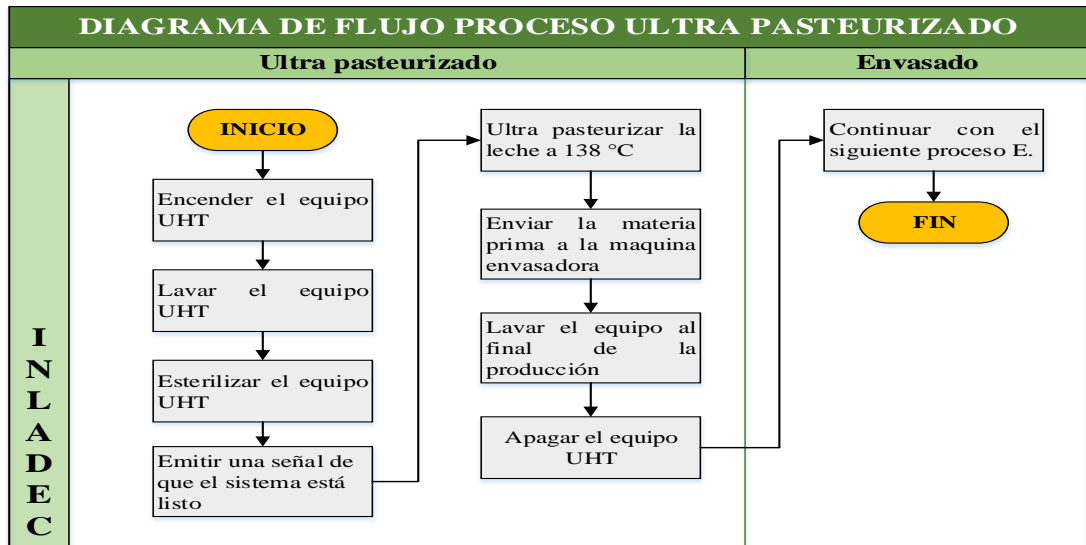 DIAGRAMA DE FLUJO PROCESO ULTRA PASTEURIZADO
Ultra pasteurizado
Envasado
I
N
L
A
D
E
C
INICIO
Encender el equipo
UHT
Lavar el equipo
UHT
Esterilizar el equipo
UHT
Emitir una señal de
que el sistema está
listo
Ultra pasteurizar la
leche a 138 °C
Enviar la materia
prima a la maquina
envasadora
Lavar el equipo al
final de la
producción
Apagar el equipo
UHT
Continuar con el
siguiente proceso E.
FIN